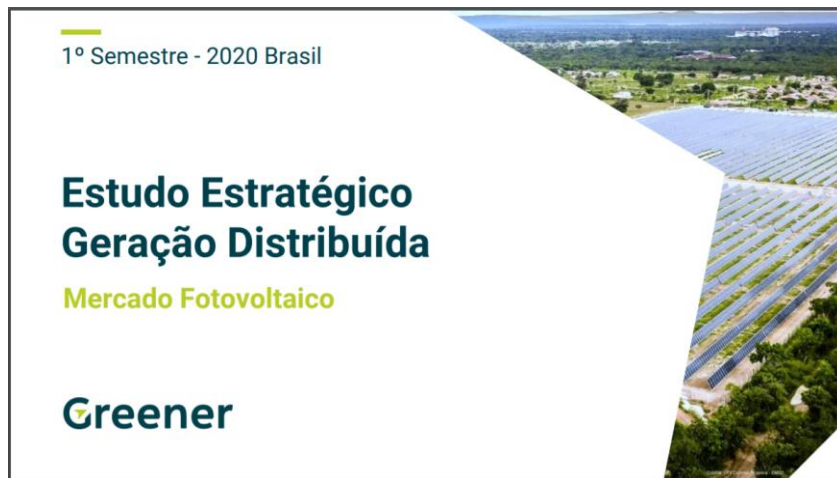 1º Semestre - 2020 Brasil
Estudo Estratégico
Geração Distribuída
Mercado Fotovoltaico
Greener